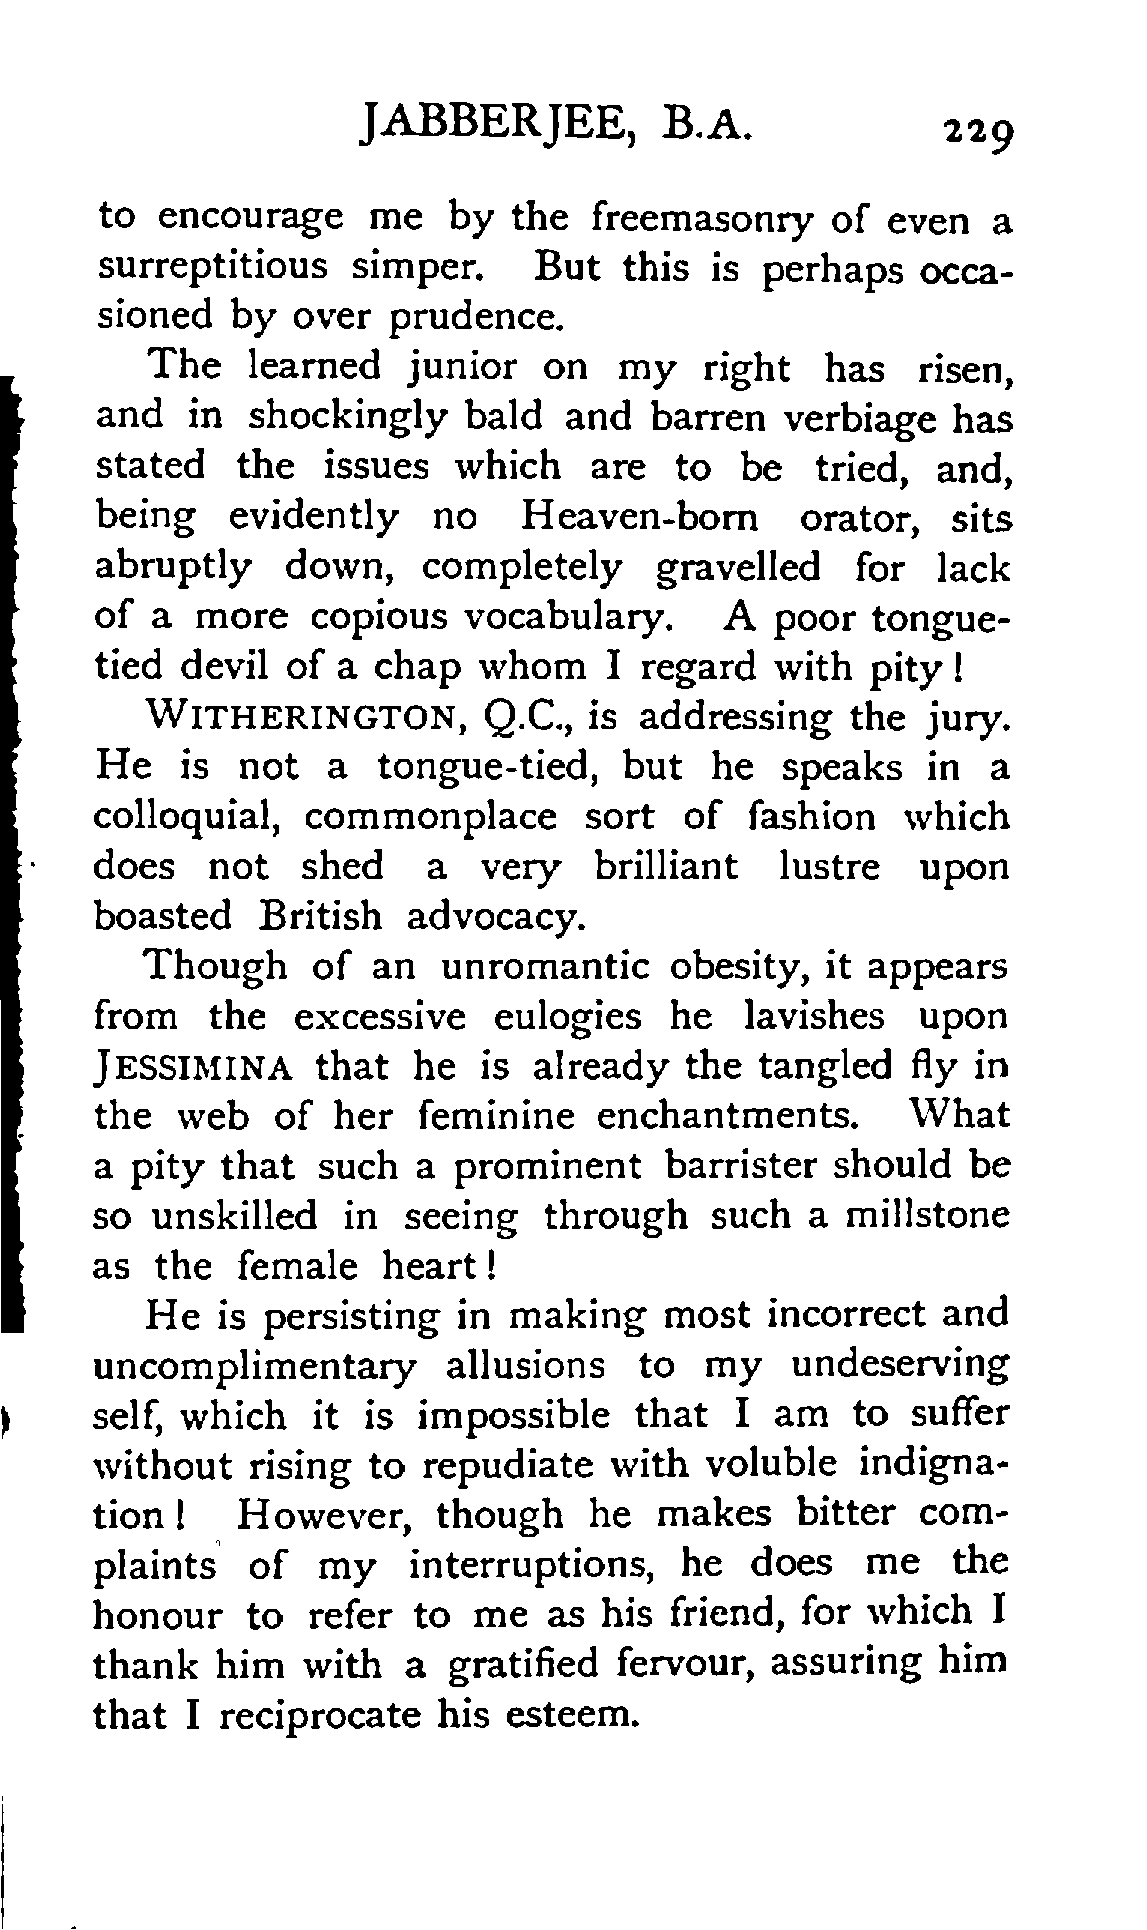 JABBERJEE, B.A. 229
to encourage me by the freemasonry of even a
surreptitious simper. But this is perhaps occa-
sioned by over prudence.
The learned junior on my right has risen,
and in shockingly bald and barren verbiage has
stated the issues which are to be tried, and,
being evidently no Heaven-born orator, sits
abruptly down, completely gravelled for lack
of a more copious vocabulary. A poor tongue-
tied devil of a chap whom I regard with pity!
WITHERINGTON, Q.C., is addressing the jury.
He is not a tongue-tied, but he speaks in a
colloquial, commonplace sort of fashion which
does not shed a very brilliant lustre upon
boasted British advocacy.
Though of an unromantic obesity, it appears
from the excessive eulogies he lavishes upon
JESSIMINA that he is already the tangled fly in
the web of her feminine enchantments. What
a pity that such a prominent barrister should be
so unskilled in seeing through such a millstone
as the female heart!
He is persisting in making most incorrect and
uncomplimentary allusions to my undeserving
self, which it is impossible that I am to suffer
without rising to repudiate with voluble indigna-
tion! However, though he makes bitter com-
plaints of my interruptions, he does me the
honour to refer to me as his friend, for which I
thank him with a gratified fervour, assuring him
that I reciprocate his esteem.